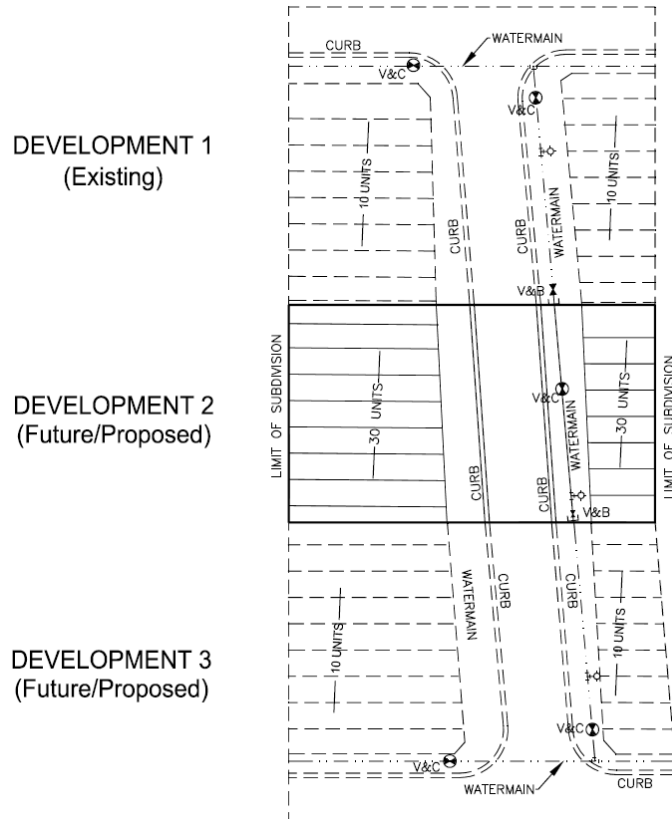 CURB
WATERMAIN
V&C
V&C
DEVELOPMENT 1
(Existing)
10 UNITS
CURB
CURB
WATERMAIN
10 UNITS
V&B
LIMIT OF SUBDIVISION
DEVELOPMENT 2
(Future/Proposed)
30 UNITS
V&C
WATERMAIN
30 UNITS
LIMIT OF SUBDIVISION
CURB
CURB
V&B
DEVELOPMENT 3
(Future/Proposed)
10 UNITS
WATERMAIN
CURB
CURB
10 UNITS
V&C
V&C
WATERMAIN
CURB